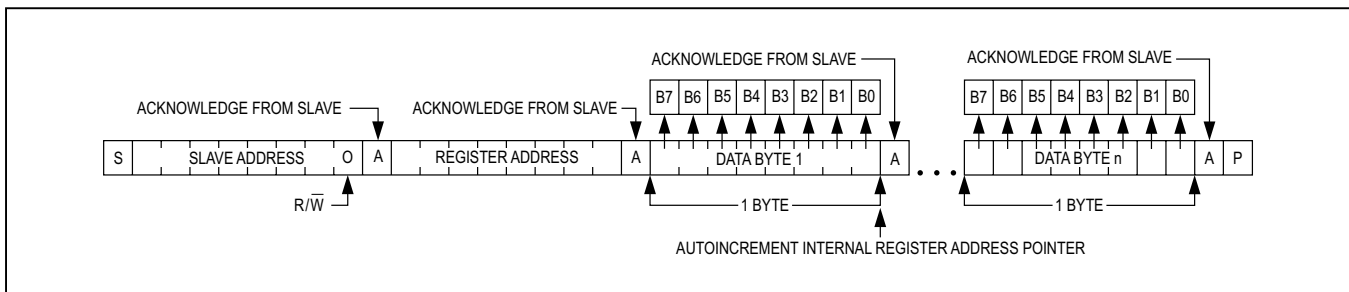 ACKNOWLEDGE FROM SLAVE ACKNOWLEDGE FROM SLAVE
B7 B6 B5 B4 B3 B2 B1 B0 B7 B6 B5 B4 B3 B2 B1 B0
ACKNOWLEDGE FROM SLAVE ACKNOWLEDGE FROM SLAVE
S SLAVE ADDRESS O A REGISTER ADDRESS A DATA BYTE 1 A ••• DATA BYTE n A P
R/W̅ 1 BYTE 1 BYTE
AUTOINCREMENT INTERNAL REGISTER ADDRESS POINTER